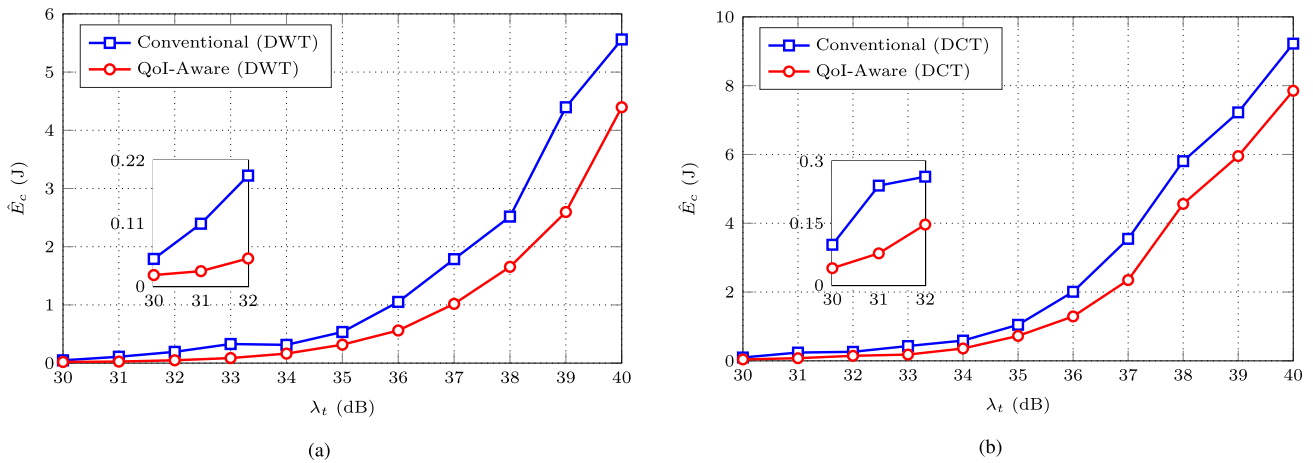 6
5
4
3
2
1
0
Ê_c (J)
Conventional (DWT)
QoI-Aware (DWT)
0.22
0.11
0
30 31 32
30 31 32 33 34 35 36 37 38 39 40
λ_t (dB)
(a)
10
8
6
4
2
0
Ê_c (J)
Conventional (DCT)
QoI-Aware (DCT)
0.3
0.15
0
30 31 32
30 31 32 33 34 35 36 37 38 39 40
λ_t (dB)
(b)